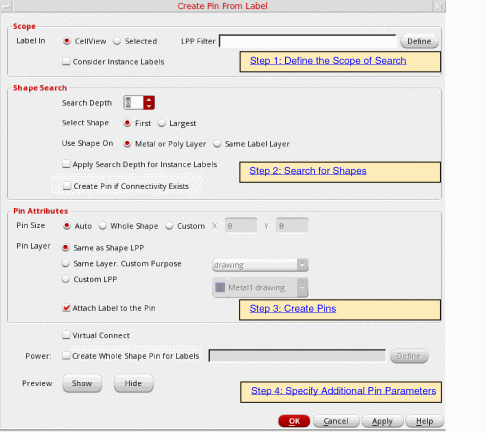 Create Pin From Label
Scope
Label In CellView Selected LPP Filter Define
Consider Instance Labels
Step 1: Define the Scope of Search
Shape Search
Search Depth 0
Select Shape First Largest
Use Shape On Metal or Poly Layer Same Label Layer
Apply Search Depth for Instance Labels
Step 2: Search for Shapes
Create Pin if Connectivity Exists
Pin Attributes
Pin Size Auto Whole Shape Custom X 0 Y 0
Pin Layer Same as Shape LPP
Same Layer. Custom Purpose drawing
Custom LPP
Metal1 drawing
Attach Label to the Pin
Step 3: Create Pins
Virtual Connect
Power: Create Whole Shape Pin for Labels Define
Preview Show Hide
Step 4: Specify Additional Pin Parameters
OK Cancel Apply Help